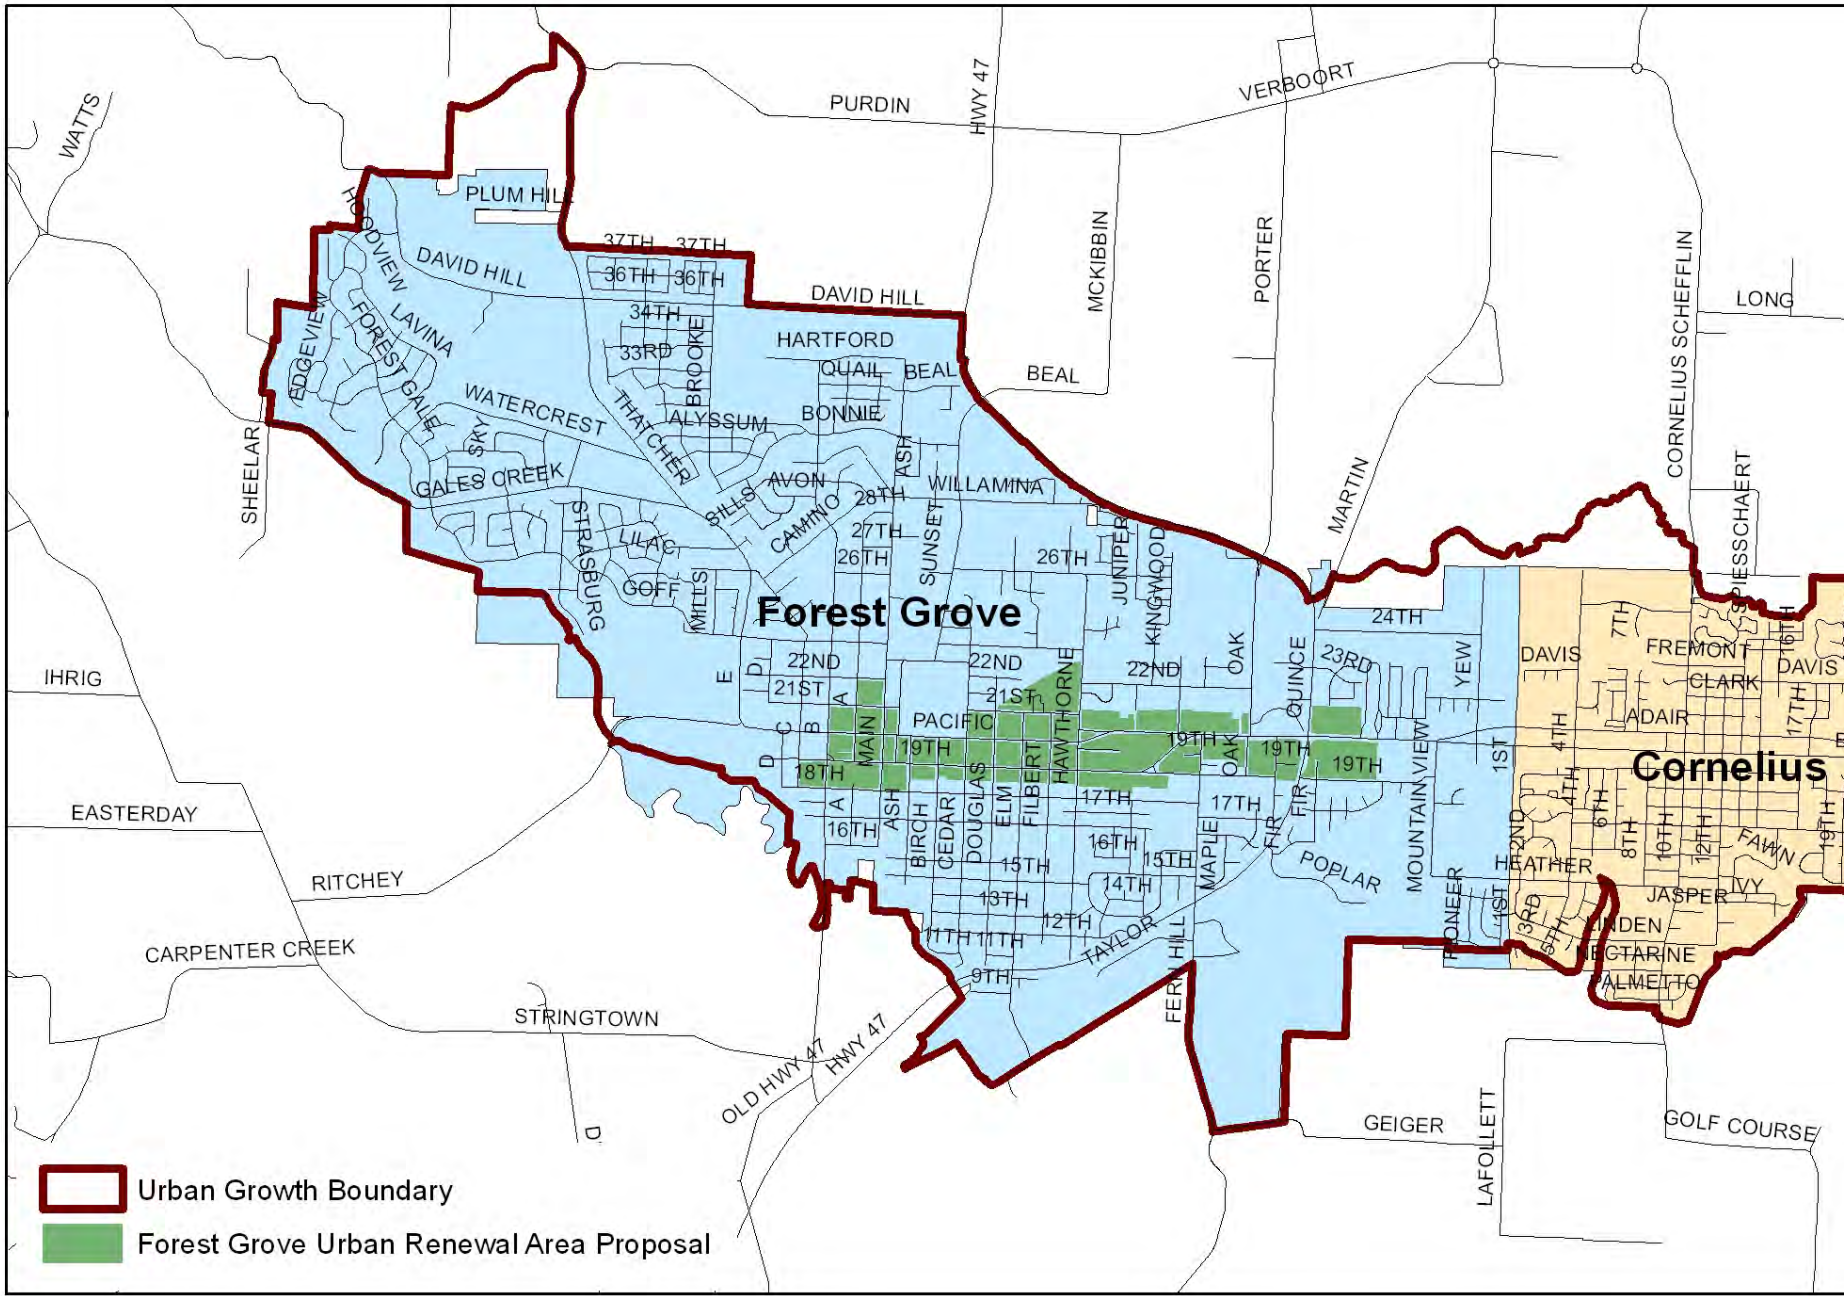 WATTS
PURDIN
HWY 47
VERBOORT
PLUM HILL
HOODVIEW
DAVID HILL
37TH
37TH
36TH
36TH
DAVID HILL
MCKIBBIN
PORTER
CORNELIUS SCHEFFLIN
LONG
EDGEVIEW
FOREST GALE
LAVINA
34TH
33RD
BROOKE
HARTFORD
QUAIL
BEAL
BEAL
WATERCREST
THATCHER
ALYSSUM
BONNIE
SKY
SHEELAR
GALES CREEK
ASH
AVON
SILLS
CAMINO
28TH
WILLAMINA
MARTIN
SPIESSCHAERT
STRASBURG
LILAC
27TH
26TH
SUNSET
26TH
JUNIPER
KINGWOOD
GOFF
MILLS
Forest Grove
24TH
7TH
16TH
IHRIG
E
D
22ND
22ND
HAWTHORNE
22ND
OAK
QUINCE
23RD
YEW
DAVIS
FREMONT
DAVIS
CLARK
21ST
A
21ST
17TH
C
B
MAIN
PACIFIC
ADAIR
4TH
D
19TH
19TH
OAK
19TH
19TH
MOUNTAINVIEW
1ST
Cornelius
18TH
DOUGLAS
FILBERT
EASTERDAY
A
ASH
ELM
17TH
17TH
FIR
4TH
6TH
16TH
BIRCH
CEDAR
16TH
FIR
2ND
8TH
10TH
12TH
FAWN
19TH
15TH
15TH
MAPLE
POPLAR
HEATHER
RITCHEY
14TH
13TH
JASPER
IVY
PIONEER
1ST
3RD
5TH
LINDEN
12TH
11TH
11TH
TAYLOR
FERN HILL
NECTARINE
CARPENTER CREEK
9TH
PALMETTO
STRINGTOWN
OLD HWY 47
HWY 47
D
GEIGER
LAFOLLETT
GOLF COURSE
Urban Growth Boundary
Forest Grove Urban Renewal Area Proposal